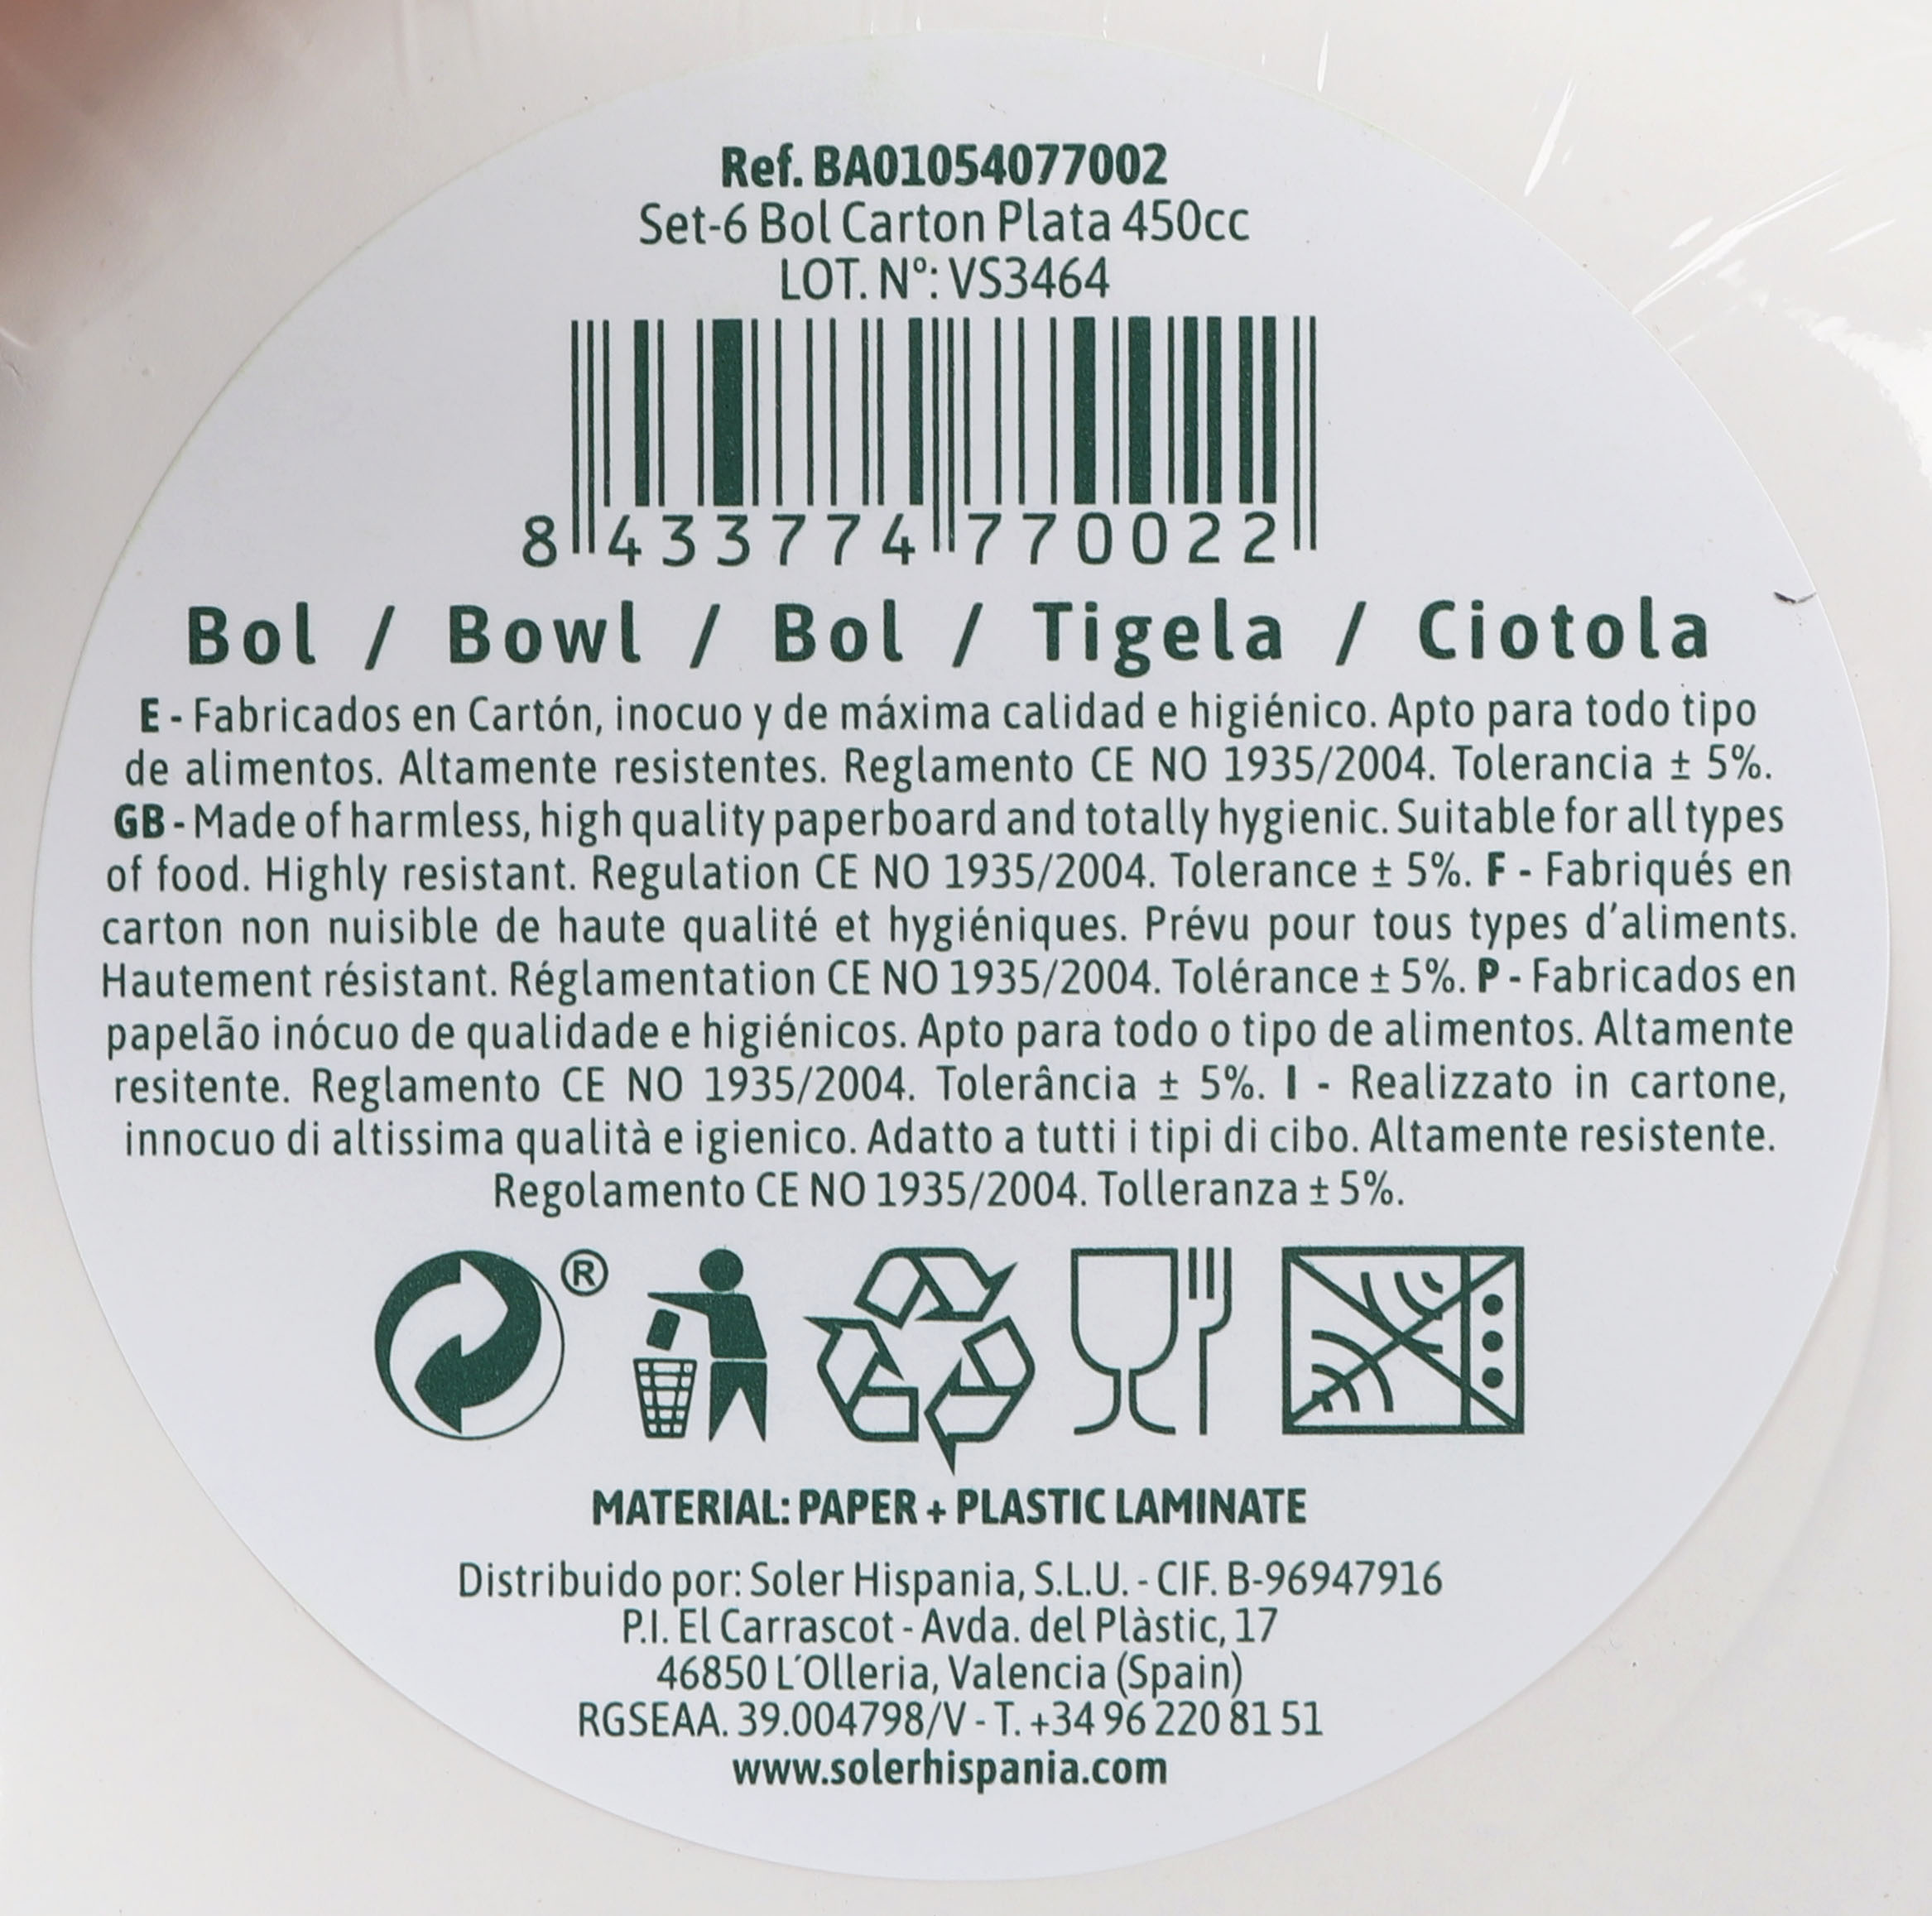 Ref. BA01054077002
Set-6 Bol Carton Plata 450cc
LOT. Nº: VS3464
8 433774 770022
Bol / Bowl / Bol / Tigela / Ciotola
E - Fabricados en Cartón, inocuo y de máxima calidad e higiénico. Apto para todo tipo
de alimentos. Altamente resistentes. Reglamento CE NO 1935/2004. Tolerancia ± 5%.
GB - Made of harmless, high quality paperboard and totally hygienic. Suitable for all types
of food. Highly resistant. Regulation CE NO 1935/2004. Tolerance ± 5%. F - Fabriqués en
carton non nuisible de haute qualité et hygiéniques. Prévu pour tous types d’aliments.
Hautement résistant. Réglamentation CE NO 1935/2004. Tolérance ± 5%. P - Fabricados en
papelão inócuo de qualidade e higiénicos. Apto para todo o tipo de alimentos. Altamente
resitente. Reglamento CE NO 1935/2004. Tolerância ± 5%. I - Realizzato in cartone,
innocuo di altissima qualità e igienico. Adatto a tutti i tipi di cibo. Altamente resistente.
Regolamento CE NO 1935/2004. Tolleranza ± 5%.
®
MATERIAL: PAPER + PLASTIC LAMINATE
Distribuido por: Soler Hispania, S.L.U. - CIF. B-96947916
P.I. El Carrascot - Avda. del Plàstic, 17
46850 L´Olleria, Valencia (Spain)
RGSEAA. 39.004798/V - T. +34 96 220 81 51
www.solerhispania.com